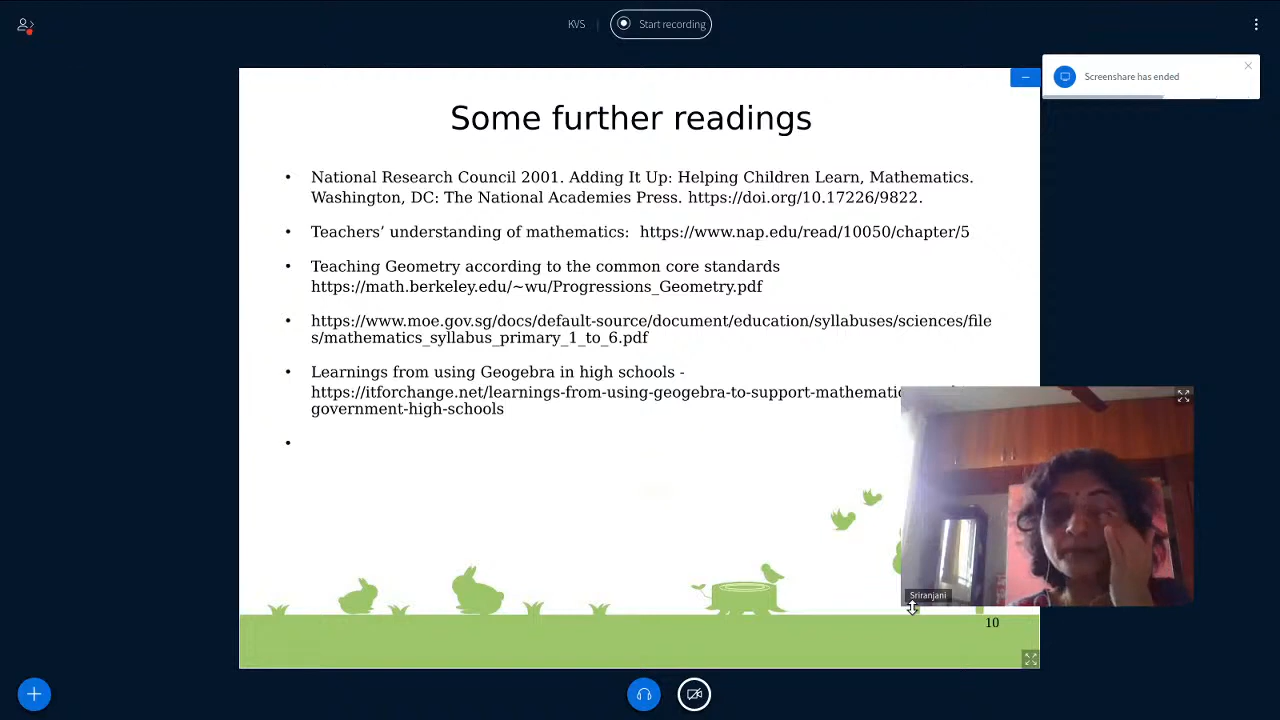 KVS
Start recording
Screenshare has ended
Some further readings
• National Research Council 2001. Adding It Up: Helping Children Learn, Mathematics.
Washington, DC: The National Academies Press. https://doi.org/10.17226/9822.
• Teachers’ understanding of mathematics: https://www.nap.edu/read/10050/chapter/5
• Teaching Geometry according to the common core standards
https://math.berkeley.edu/~wu/Progressions_Geometry.pdf
• https://www.moe.gov.sg/docs/default-source/document/education/syllabuses/sciences/file
s/mathematics_syllabus_primary_1_to_6.pdf
• Learnings from using Geogebra in high schools -
https://itforchange.net/learnings-from-using-geogebra-to-support-mathematic
government-high-schools
•
Sriranjani
10